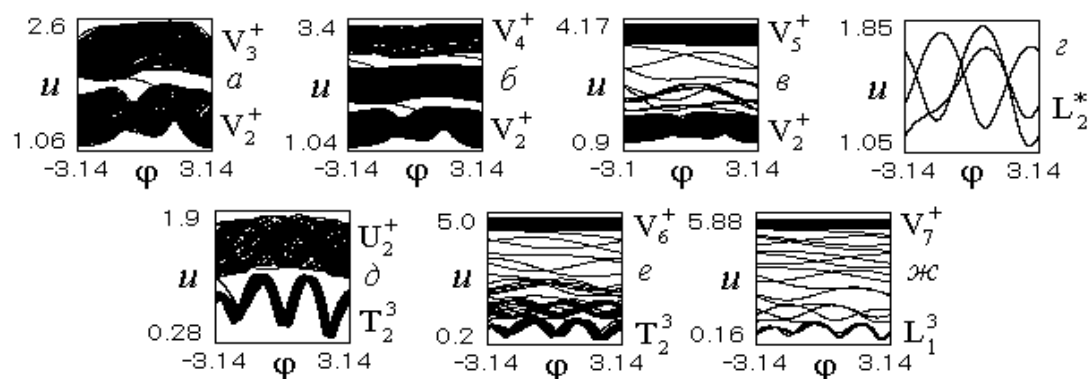 2.6 V₃⁺
u а
1.06 V₂⁺
-3.14 φ 3.14
3.4 V₄⁺
u б
1.04 V₂⁺
-3.14 φ 3.14
4.17 V₅⁺
u в
0.9 V₂⁺
-3.1 φ 3.14
1.85 г
u
1.05 L₂*
-3.14 φ 3.14
1.9 U₂⁺
u д
0.28 T₂³
-3.14 φ 3.14
5.0 V₆⁺
u е
0.2 T₂³
-3.14 φ 3.14
5.88 V₇⁺
u ж
0.16 L₁³
-3.14 φ 3.14